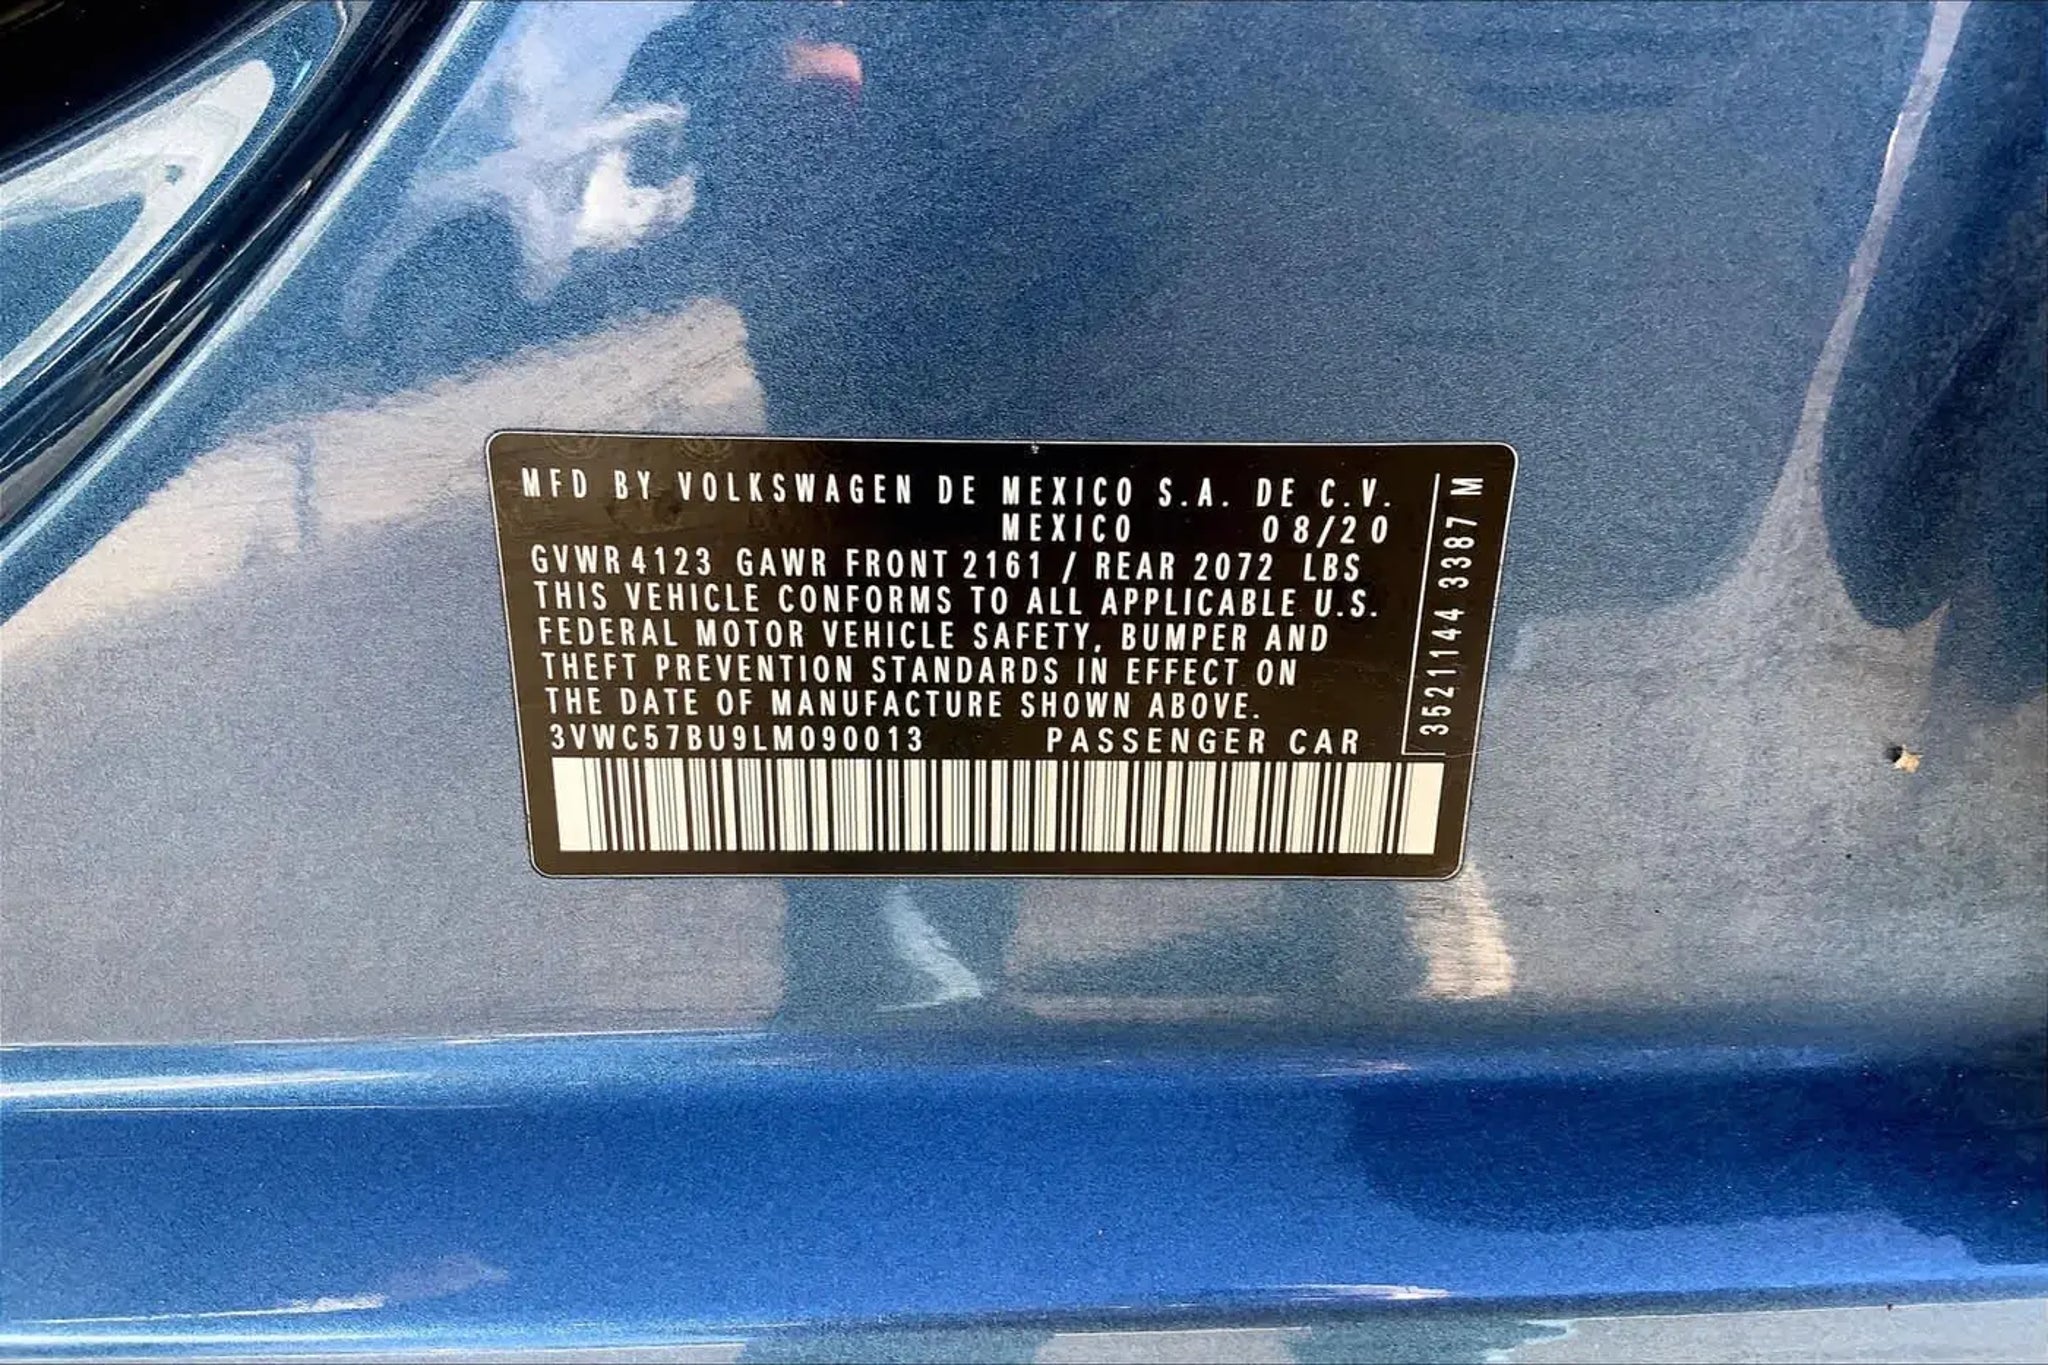 MFD BY VOLKSWAGEN DE MEXICO S.A. DE C.V.
MEXICO 08/20
GVWR 4123 GAWR FRONT 2161 / REAR 2072 LBS
THIS VEHICLE CONFORMS TO ALL APPLICABLE U.S.
FEDERAL MOTOR VEHICLE SAFETY, BUMPER AND
THEFT PREVENTION STANDARDS IN EFFECT ON
THE DATE OF MANUFACTURE SHOWN ABOVE.
3VWC57BU9LM090013 PASSENGER CAR
3521144 3387 M